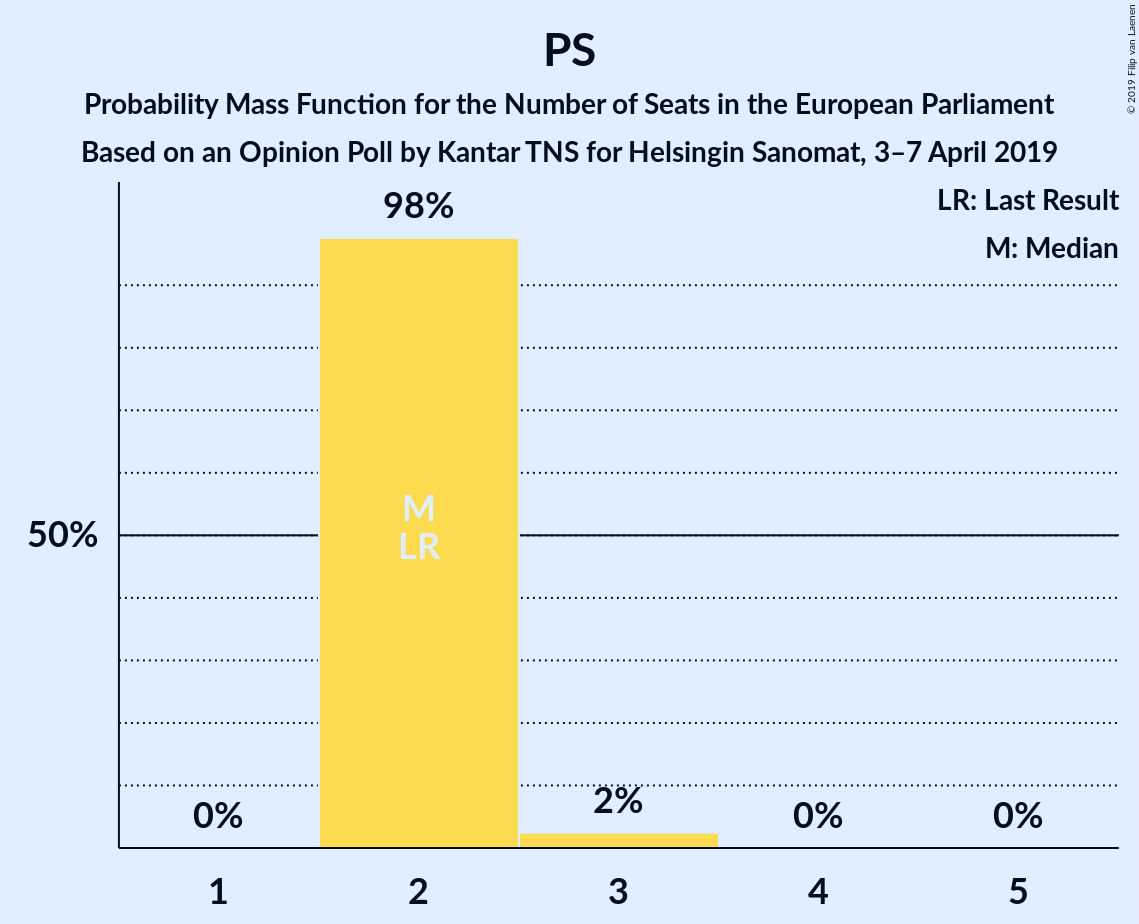 PS
Probability Mass Function for the Number of Seats in the European Parliament
Based on an Opinion Poll by Kantar TNS for Helsingin Sanomat, 3–7 April 2019
© 2019 Filip van Laenen
LR: Last Result
M: Median
98%
M
LR
50%
0%
2%
0%
0%
1
2
3
4
5